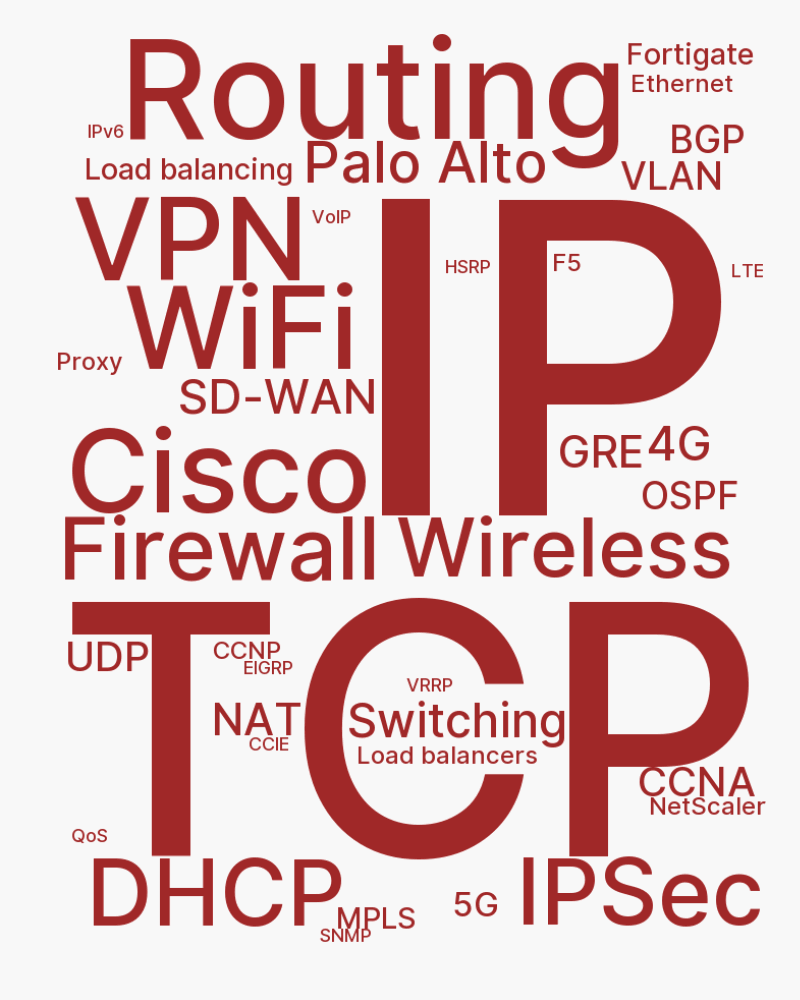 Routing
Fortigate
Ethernet
IPv6
BGP
Load balancing
Palo Alto
VLAN
VPN
VoIP
IP
HSRP
F5
LTE
WiFi
Proxy
SD-WAN
Cisco
GRE
4G
OSPF
Firewall
Wireless
TCP
UDP
CCNP
EIGRP
VRRP
NAT
Switching
CCIE
Load balancers
CCNA
NetScaler
QoS
DHCP
IPSec
MPLS
5G
SNMP